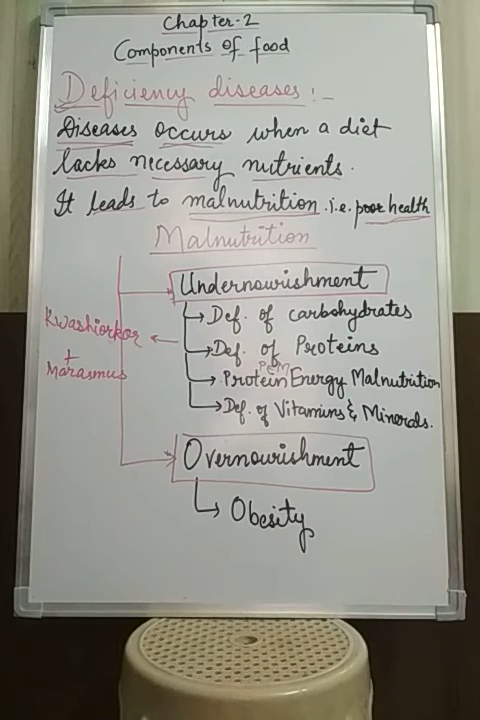 Chapter-2
Components of food
Deficiency diseases:-
Diseases occurs when a diet
lacks necessary nutrients.
It leads to malnutrition. i.e. poor health
Malnutrition
Undernourishment
Def. of carbohydrates
Kwashiorkor
+
Marasmus
Def. of Proteins
PEM
Protein Energy Malnutrition
Def. of Vitamins & Minerals.
Overnourishment
Obesity